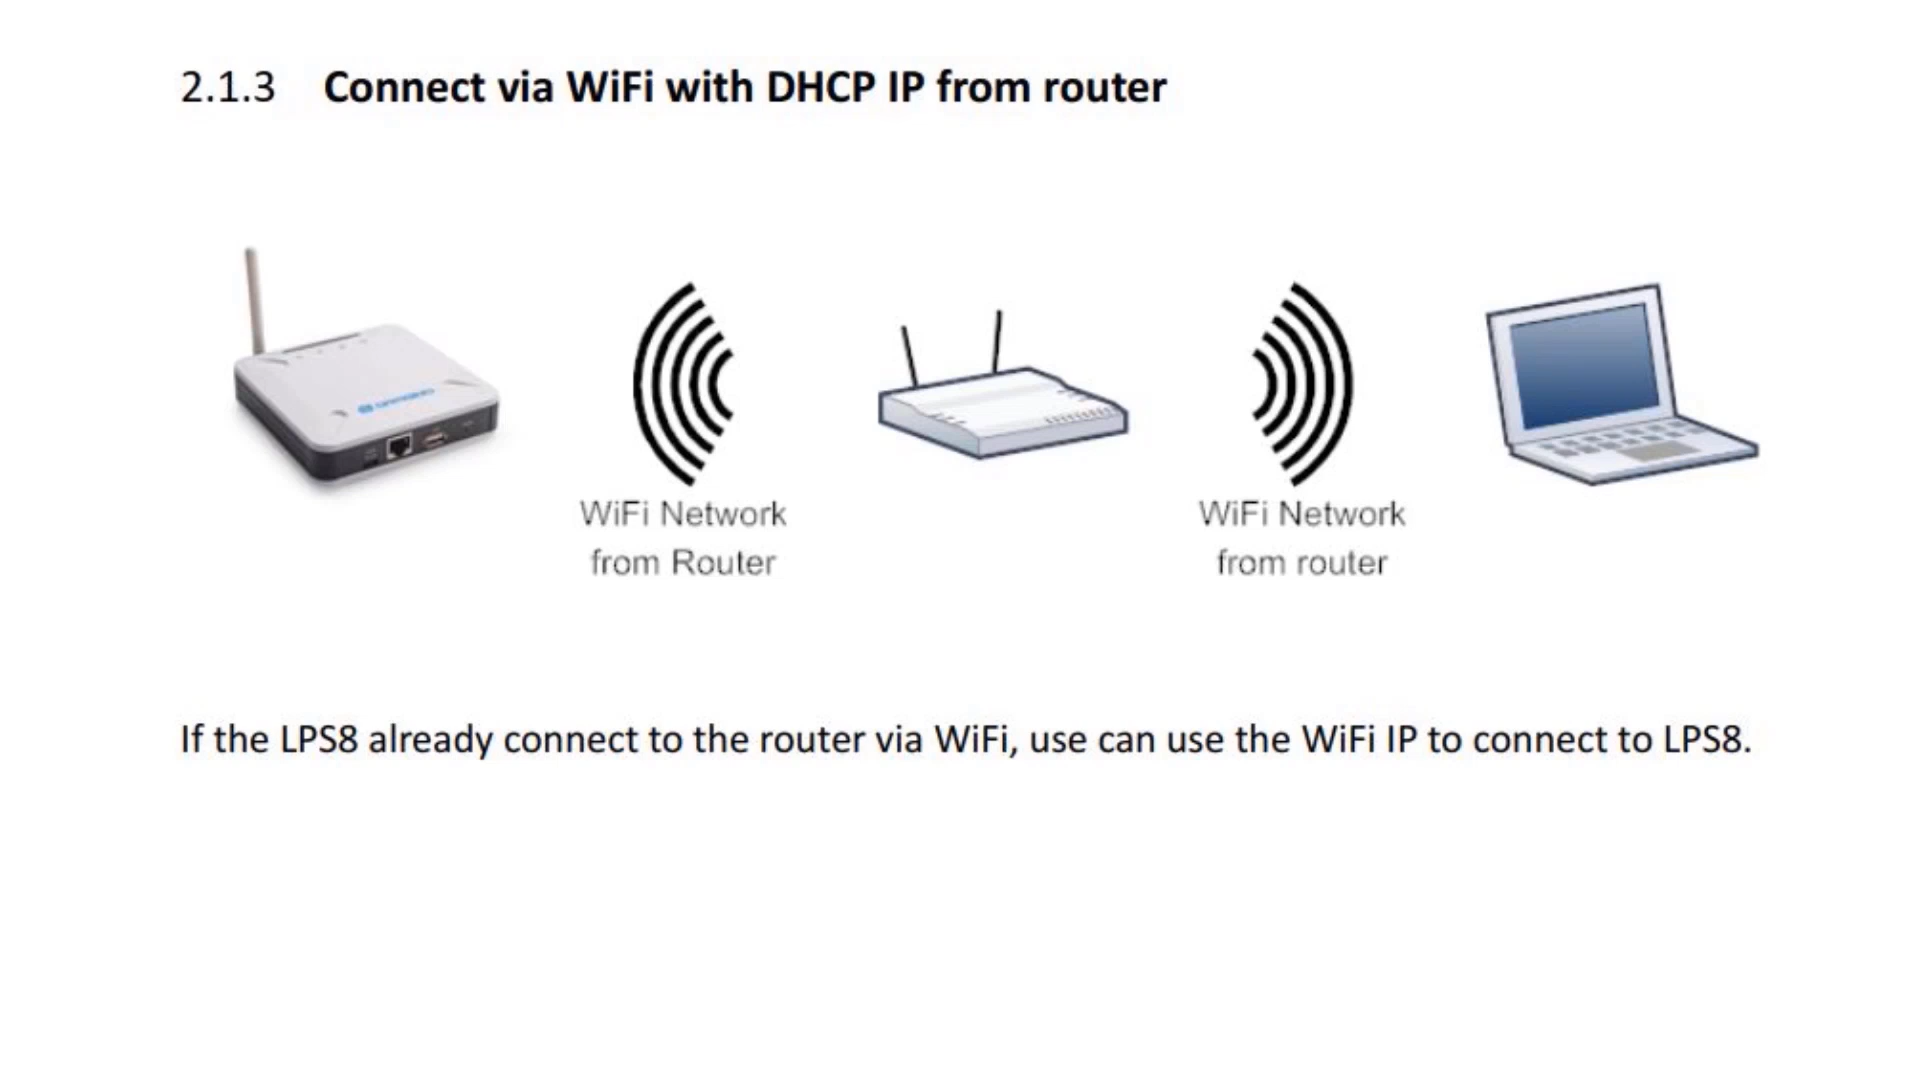 2.1.3 Connect via WiFi with DHCP IP from router
WiFi Network
from Router
WiFi Network
from router
If the LPS8 already connect to the router via WiFi, use can use the WiFi IP to connect to LPS8.